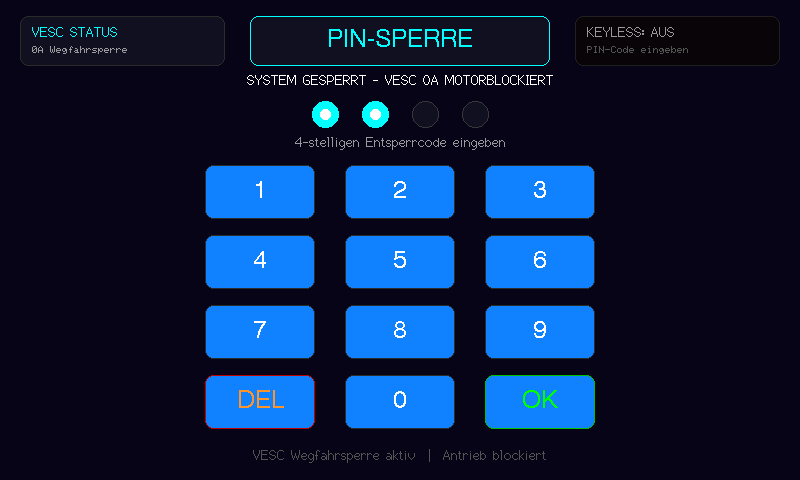 VESC STATUS
0A Wegfahrsperre
PIN-SPERRE
KEYLESS: AUS
PIN-Code eingeben
SYSTEM GESPERRT - VESC 0A MOTORBLOCKIERT
4-stelligen Entsperrcode eingeben
1 2 3
4 5 6
7 8 9
DEL 0 OK
VESC Wegfahrsperre aktiv | Antrieb blockiert